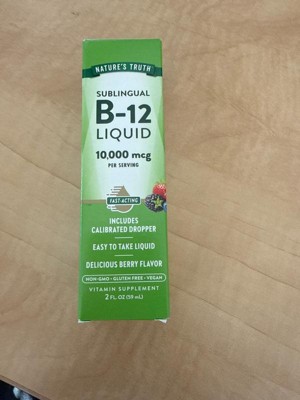 NATURE'S TRUTH
SUBLINGUAL
B-12
LIQUID
10,000 mcg
PER SERVING
FAST-ACTING
INCLUDES
CALIBRATED DROPPER
EASY TO TAKE LIQUID
DELICIOUS BERRY FLAVOR
NON-GMO • GLUTEN FREE • VEGAN
VITAMIN SUPPLEMENT
2 FL. OZ (59 mL)